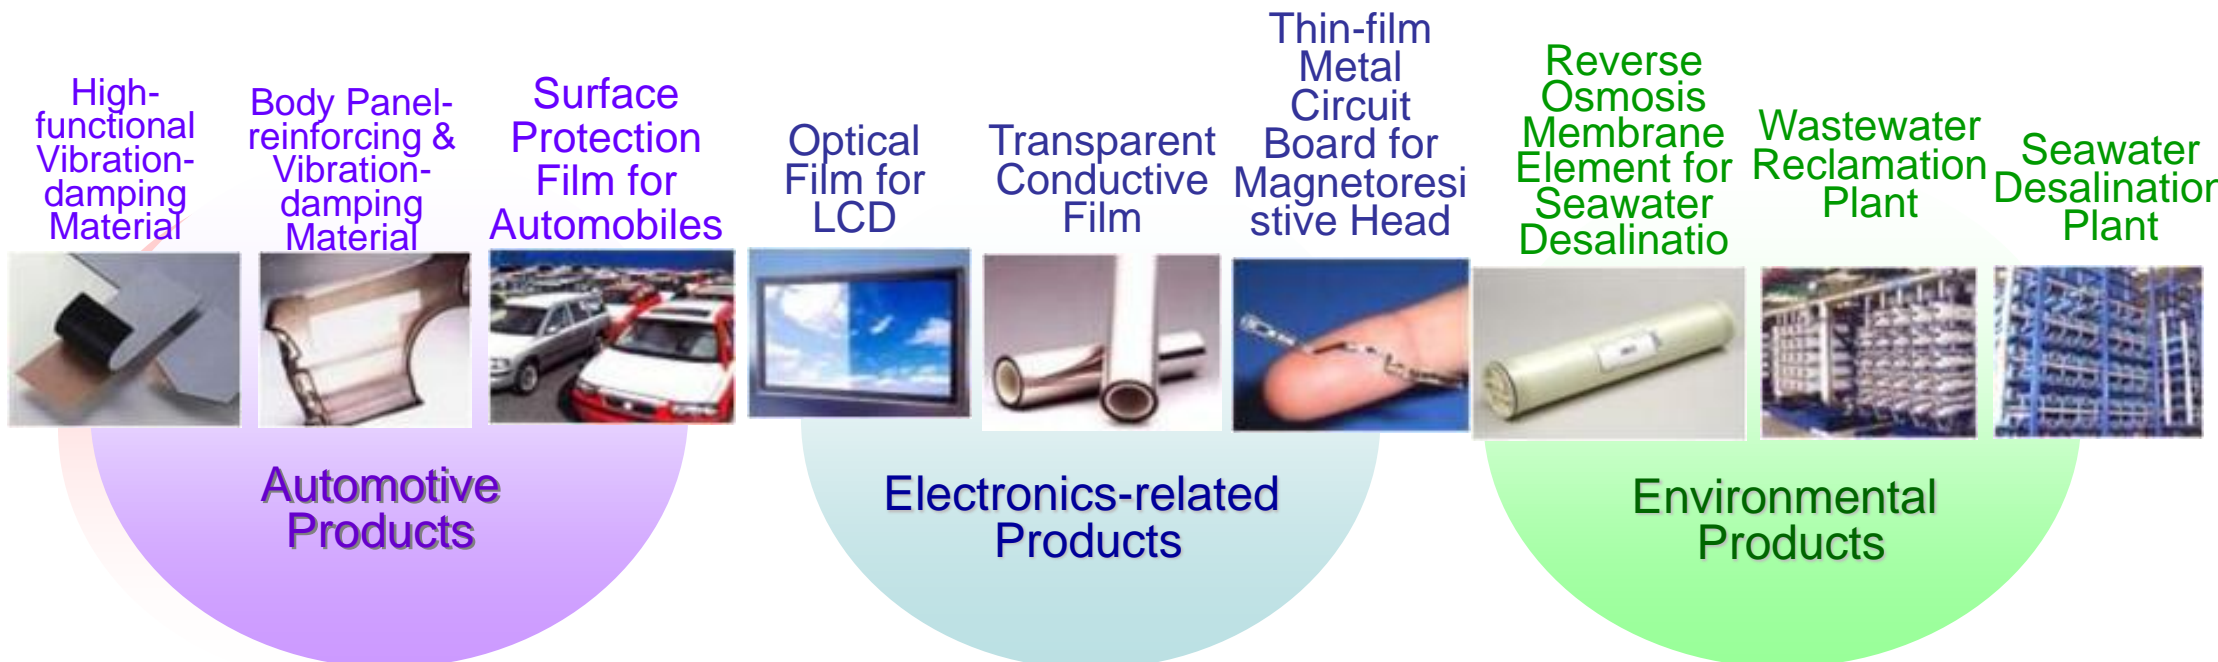 High-
functional
Vibration-
damping
Material
Body Panel-
reinforcing &
Vibration-
damping
Material
Surface
Protection
Film for
Automobiles
Optical
Film for
LCD
Transparent
Conductive
Film
Thin-film
Metal
Circuit
Board for
Magnetoresi
stive Head
Reverse
Osmosis
Membrane
Element for
Seawater
Desalinatio
Wastewater
Reclamation
Plant
Seawater
Desalination
Plant
Automotive
Products
Electronics-related
Products
Environmental
Products